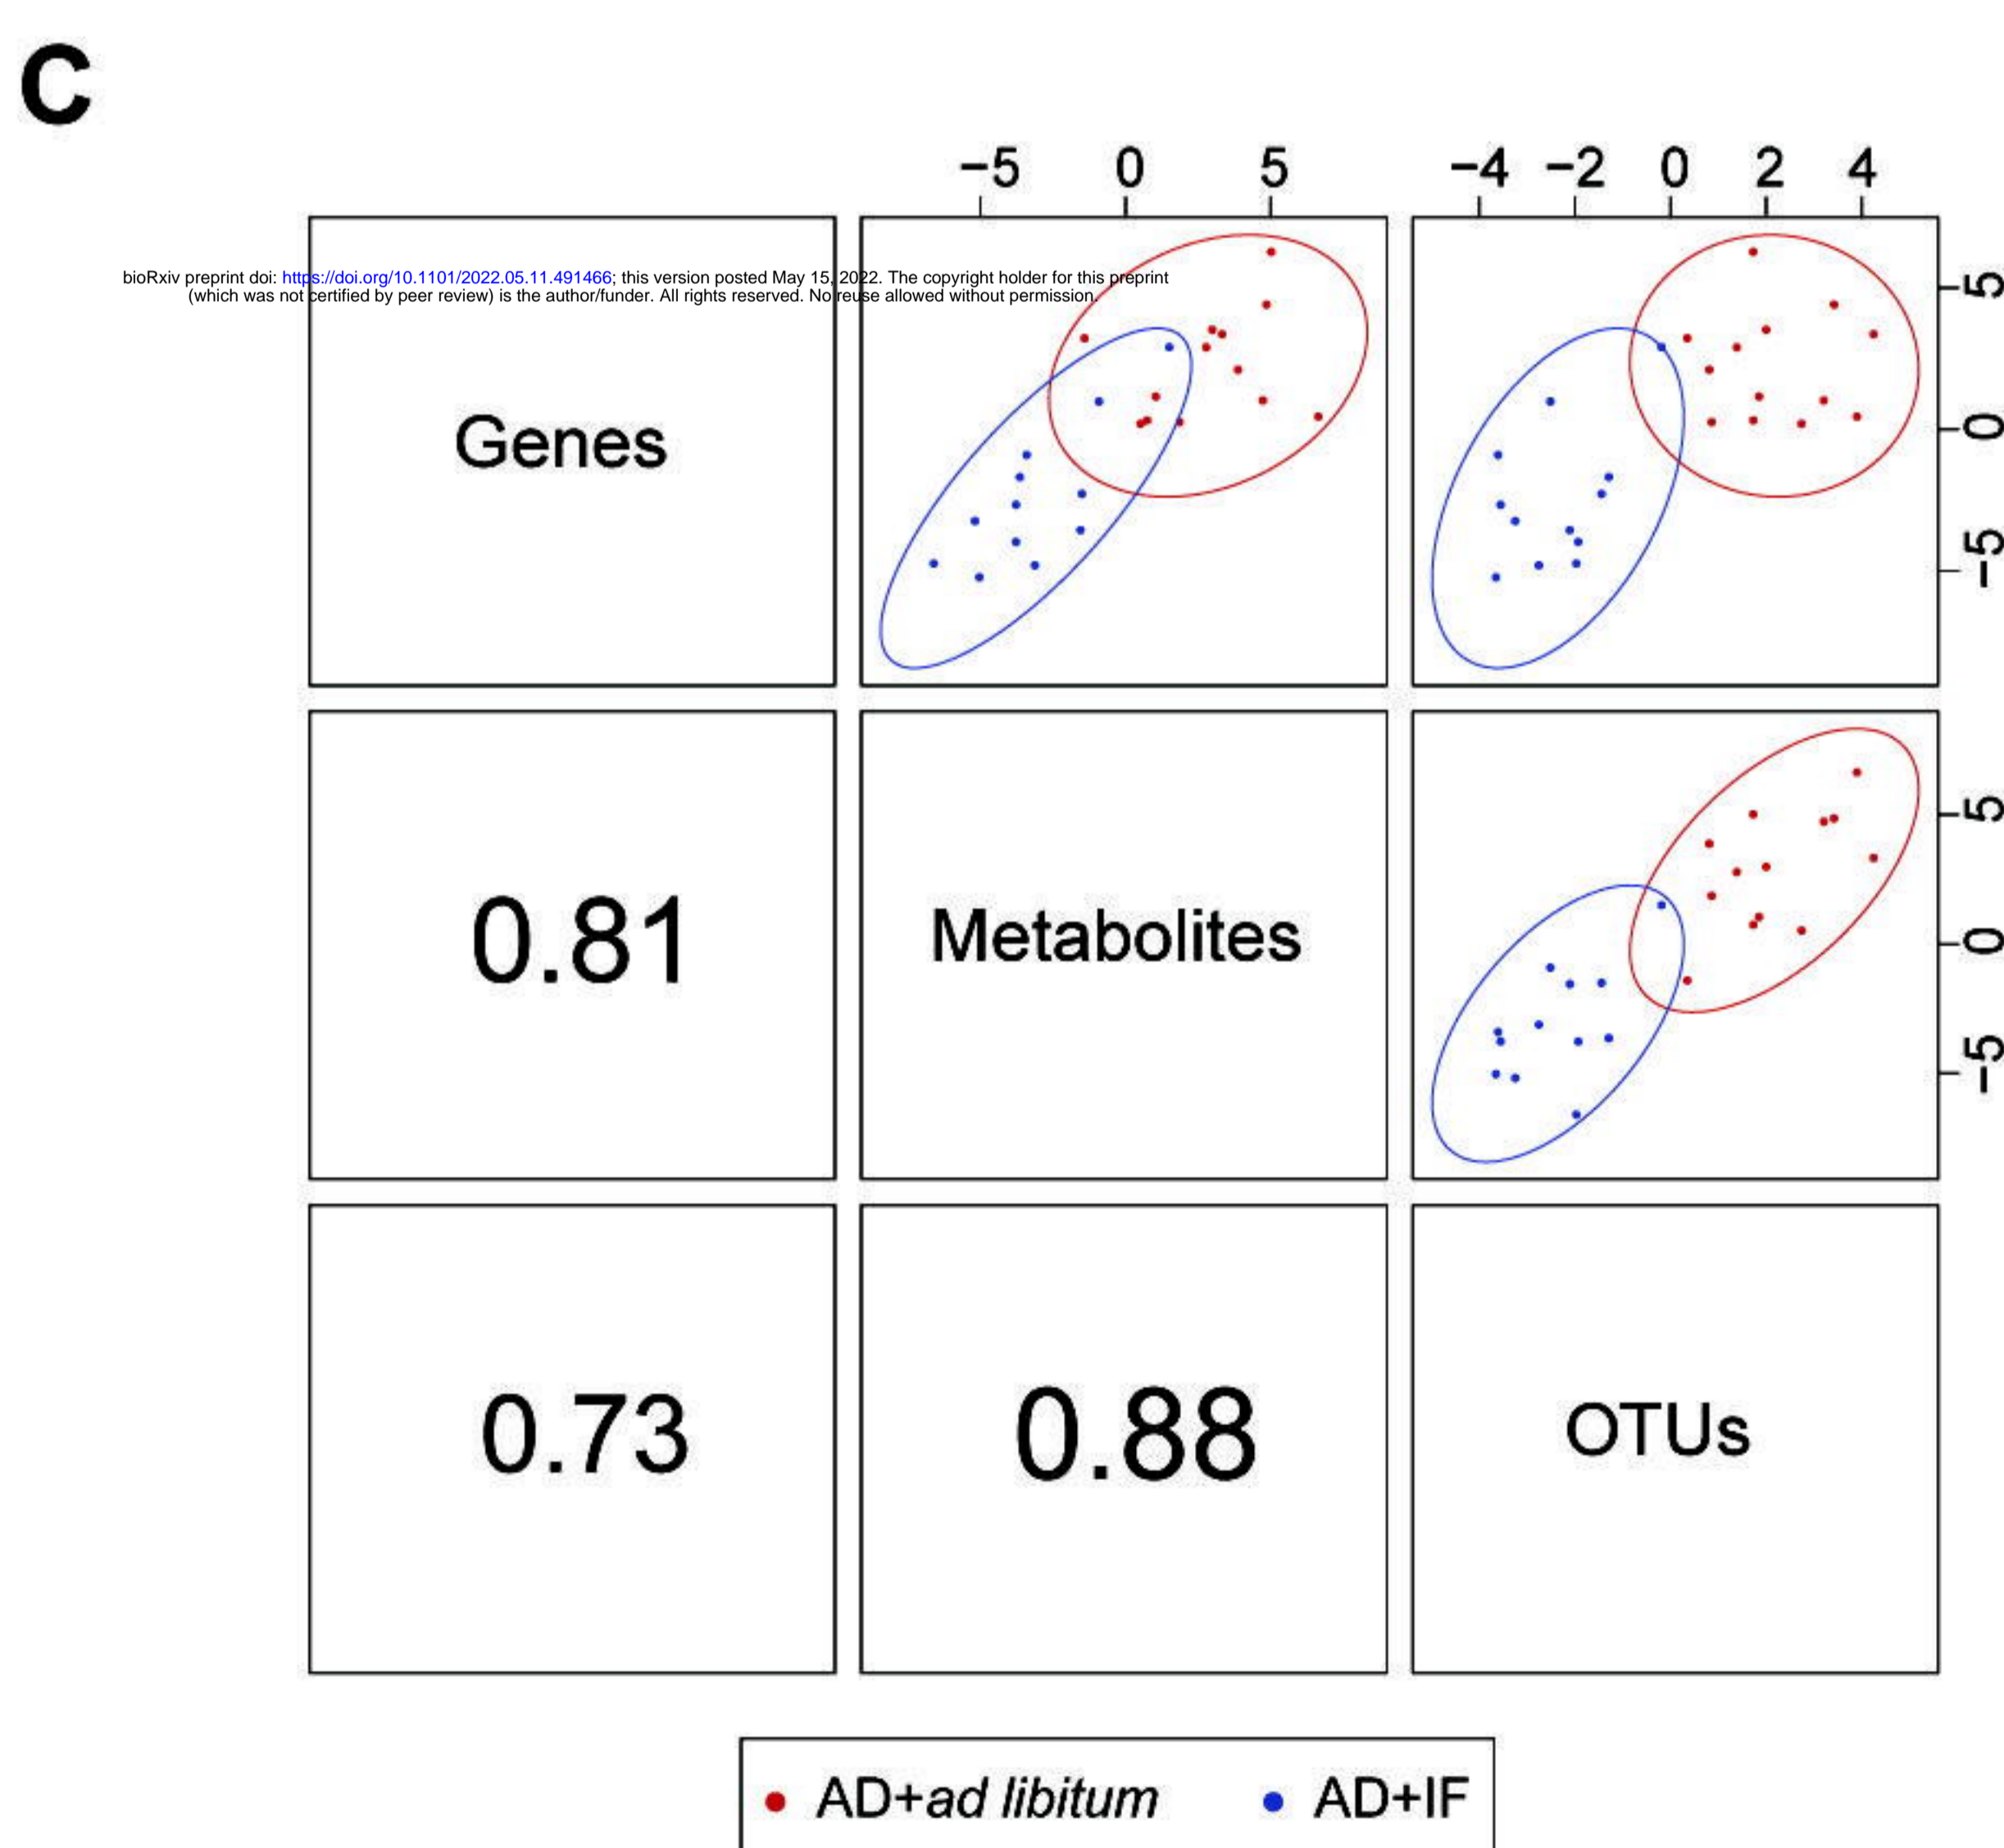 C
−5 0 5 −4 −2 0 2 4
bioRxiv preprint doi: https://doi.org/10.1101/2022.05.11.491466; this version posted May 15, 2022. The copyright holder for this preprint
(which was not certified by peer review) is the author/funder. All rights reserved. No reuse allowed without permission.
5
Genes
0
−5
5
0.81 Metabolites
0
−5
0.73 0.88 OTUs
AD+ad libitum AD+IF